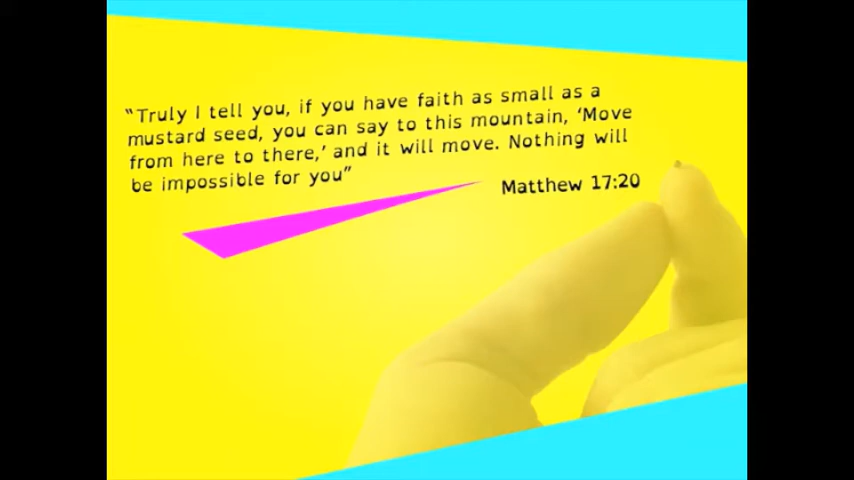 “Truly I tell you, if you have faith as small as a
mustard seed, you can say to this mountain, ‘Move
from here to there,’ and it will move. Nothing will
be impossible for you”
Matthew 17:20